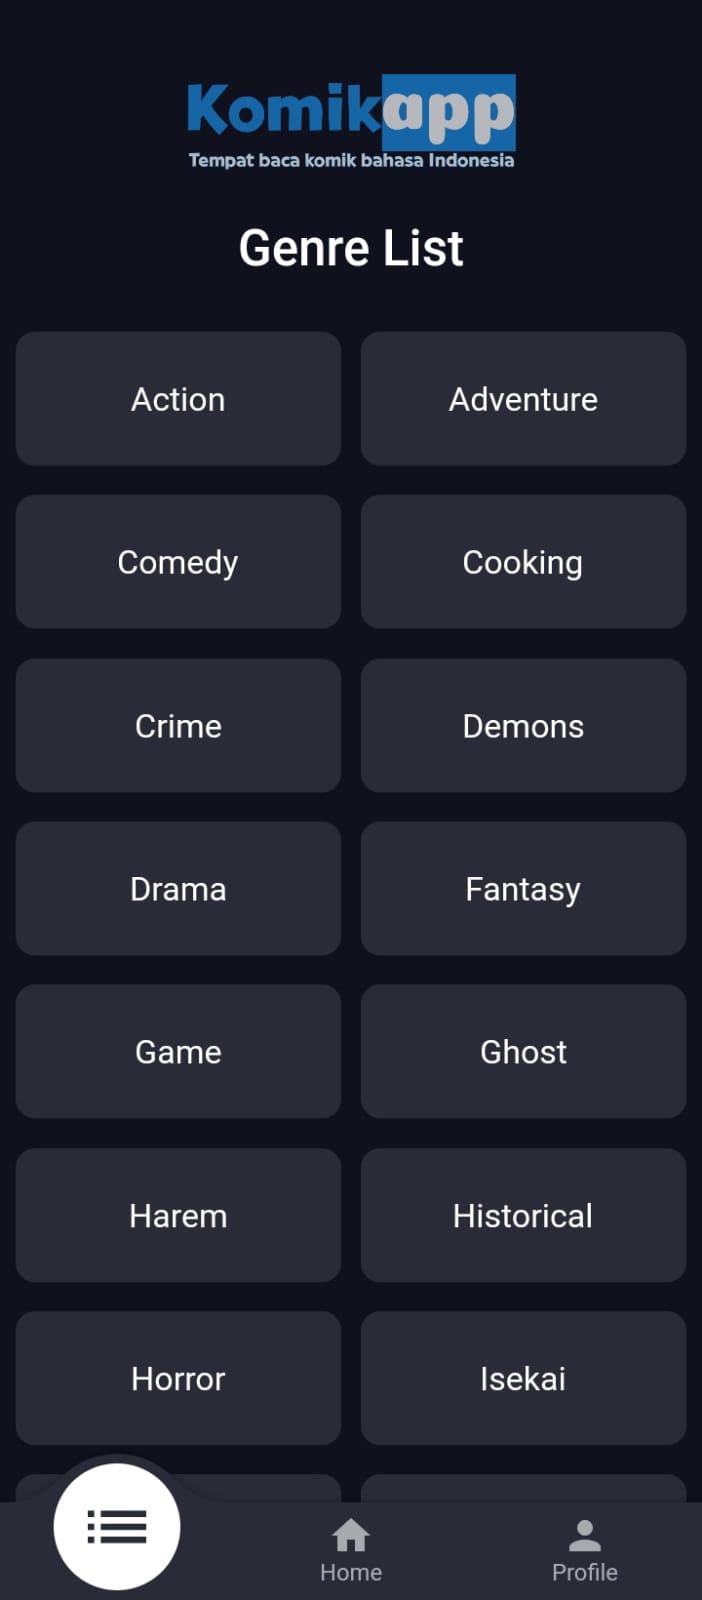 Komikapp
Tempat baca komik bahasa Indonesia
Genre List
Action
Adventure
Comedy
Cooking
Crime
Demons
Drama
Fantasy
Game
Ghost
Harem
Historical
Horror
Isekai
Home
Profile